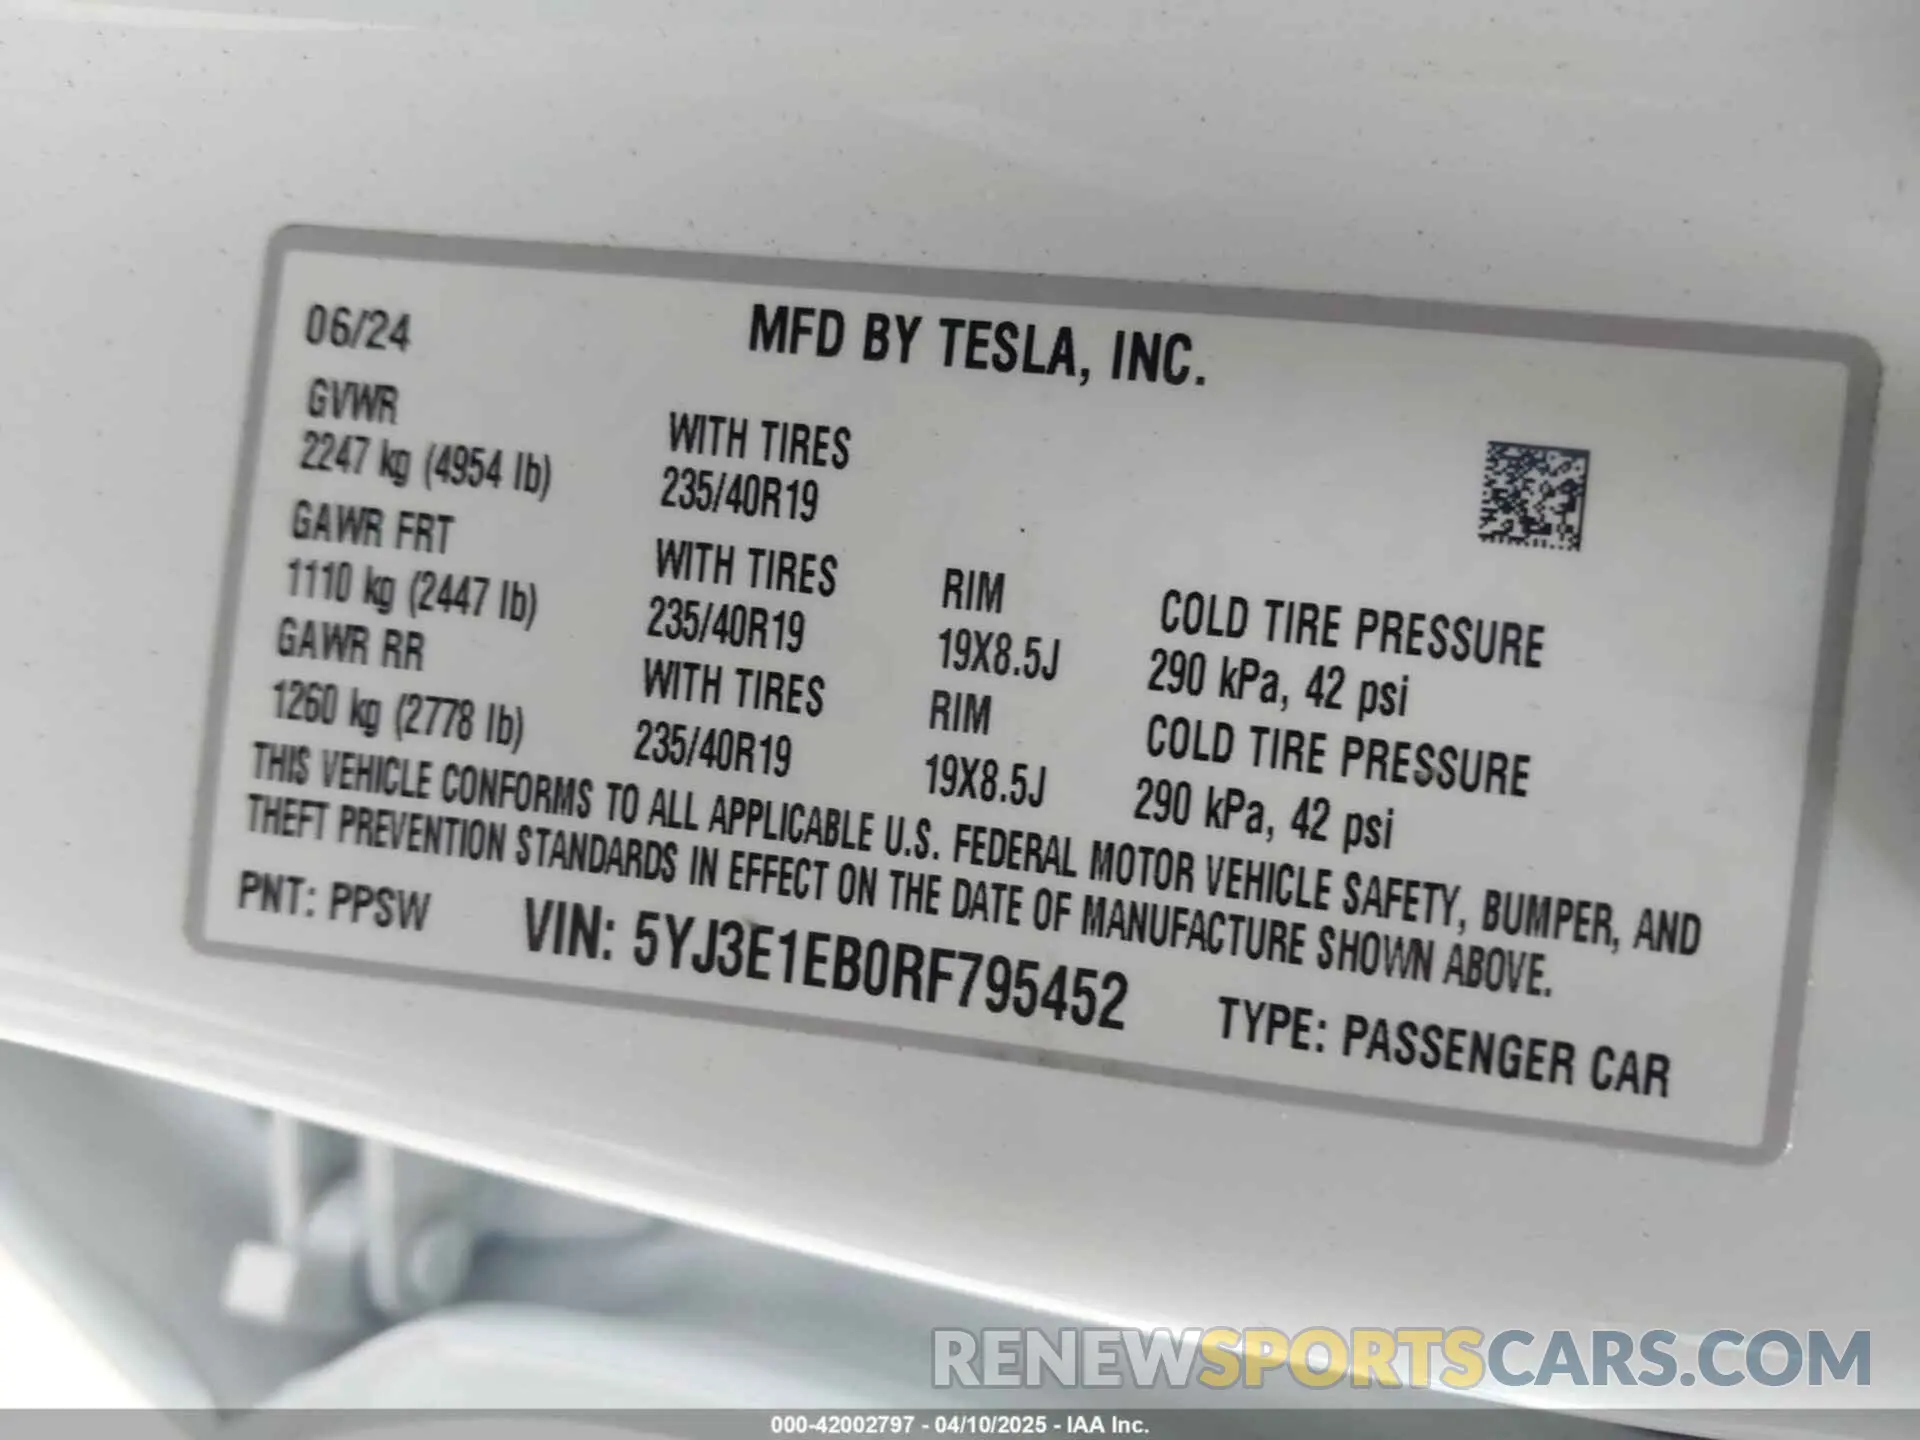 06/24 MFD BY TESLA, INC.
GVWR WITH TIRES
2247 kg (4954 lb) 235/40R19
GAWR FRT WITH TIRES RIM COLD TIRE PRESSURE
1110 kg (2447 lb) 235/40R19 19X8.5J 290 kPa, 42 psi
GAWR RR WITH TIRES RIM COLD TIRE PRESSURE
1260 kg (2778 lb) 235/40R19 19X8.5J 290 kPa, 42 psi
THIS VEHICLE CONFORMS TO ALL APPLICABLE U.S. FEDERAL MOTOR VEHICLE SAFETY, BUMPER, AND
THEFT PREVENTION STANDARDS IN EFFECT ON THE DATE OF MANUFACTURE SHOWN ABOVE.
PNT: PPSW VIN: 5YJ3E1EB0RF795452 TYPE: PASSENGER CAR
RENEWSPORTSCARS.COM
000-42002797 - 04/10/2025 - IAA Inc.